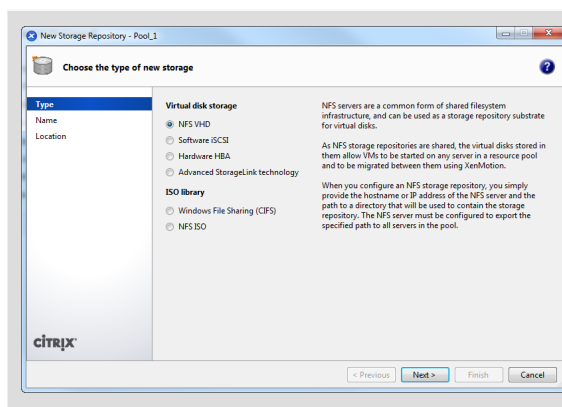 New Storage Repository - Pool_1
Choose the type of new storage
?
Type
Name
Location
Virtual disk storage
NFS VHD
Software iSCSI
Hardware HBA
Advanced StorageLink technology
ISO library
Windows File Sharing (CIFS)
NFS ISO
NFS servers are a common form of shared filesystem
infrastructure, and can be used as a storage repository substrate
for virtual disks.
As NFS storage repositories are shared, the virtual disks stored in
them allow VMs to be started on any server in a resource pool
and to be migrated between them using XenMotion.
When you configure an NFS storage repository, you simply
provide the hostname or IP address of the NFS server and the
path to a directory that will be used to contain the storage
repository. The NFS server must be configured to export the
specified path to all servers in the pool.
CITRIX
< Previous
Next >
Finish
Cancel